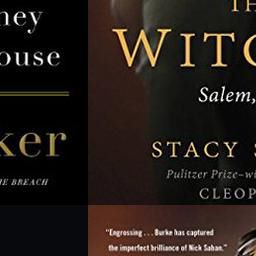 ney
ouse
ker
HE BREACH
TH
WITC
Salem,
STACY S
Pulitzer Prize–wi
CLEOP
"Engrossing . . . Burke has captured
the imperfect brilliance of Nick Saban."